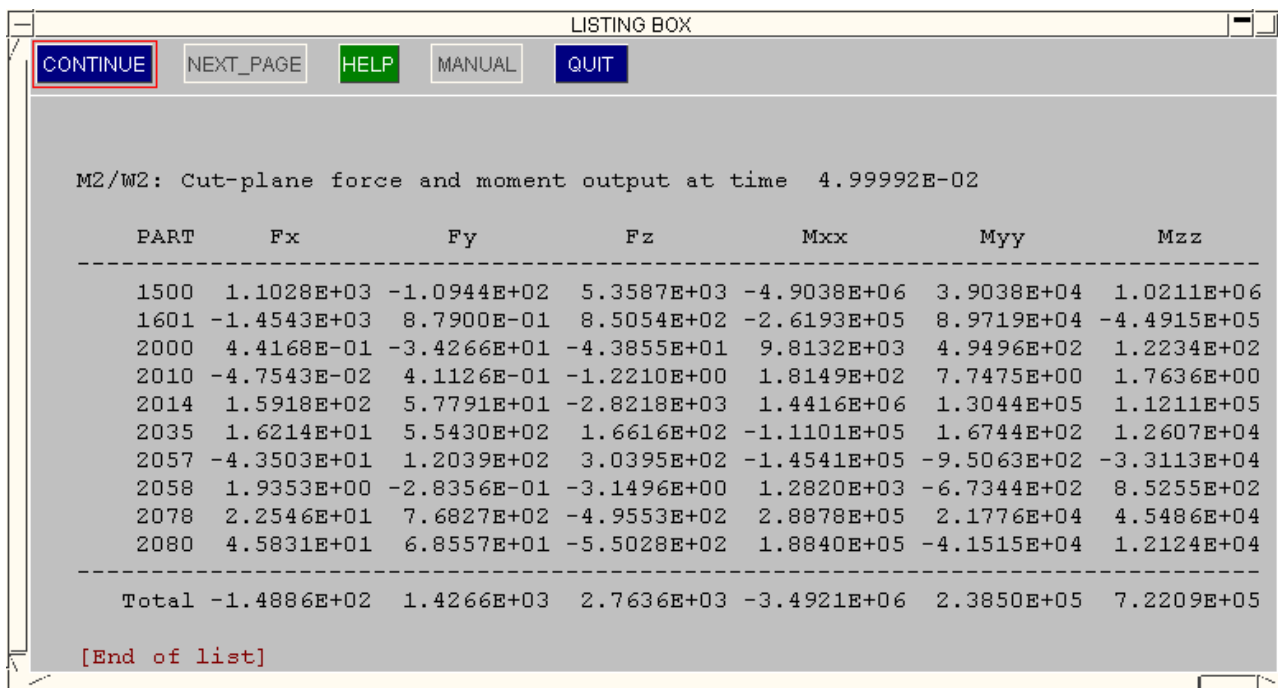 LISTING BOX
CONTINUE NEXT_PAGE HELP MANUAL QUIT
M2/W2: Cut-plane force and moment output at time 4.99992E-02
PART Fx Fy Fz Mxx Myy Mzz
--------------------------------------------------------------------------------
1500 1.1028E+03 -1.0944E+02 5.3587E+03 -4.9038E+06 3.9038E+04 1.0211E+06
1601 -1.4543E+03 8.7900E-01 8.5054E+02 -2.6193E+05 8.9719E+04 -4.4915E+05
2000 4.4168E-01 -3.4266E+01 -4.3855E+01 9.8132E+03 4.9496E+02 1.2234E+02
2010 -4.7543E-02 4.1126E-01 -1.2210E+00 1.8149E+02 7.7475E+00 1.7636E+00
2014 1.5918E+02 5.7791E+01 -2.8218E+03 1.4416E+06 1.3044E+05 1.1211E+05
2035 1.6214E+01 5.5430E+02 1.6616E+02 -1.1101E+05 1.6744E+02 1.2607E+04
2057 -4.3503E+01 1.2039E+02 3.0395E+02 -1.4541E+05 -9.5063E+02 -3.3113E+04
2058 1.9353E+00 -2.8356E-01 -3.1496E+00 1.2820E+03 -6.7344E+02 8.5255E+02
2078 2.2546E+01 7.6827E+02 -4.9553E+02 2.8878E+05 2.1776E+04 4.5486E+04
2080 4.5831E+01 6.8557E+01 -5.5028E+02 1.8840E+05 -4.1515E+04 1.2124E+04
--------------------------------------------------------------------------------
Total -1.4886E+02 1.4266E+03 2.7636E+03 -3.4921E+06 2.3850E+05 7.2209E+05
[End of list]